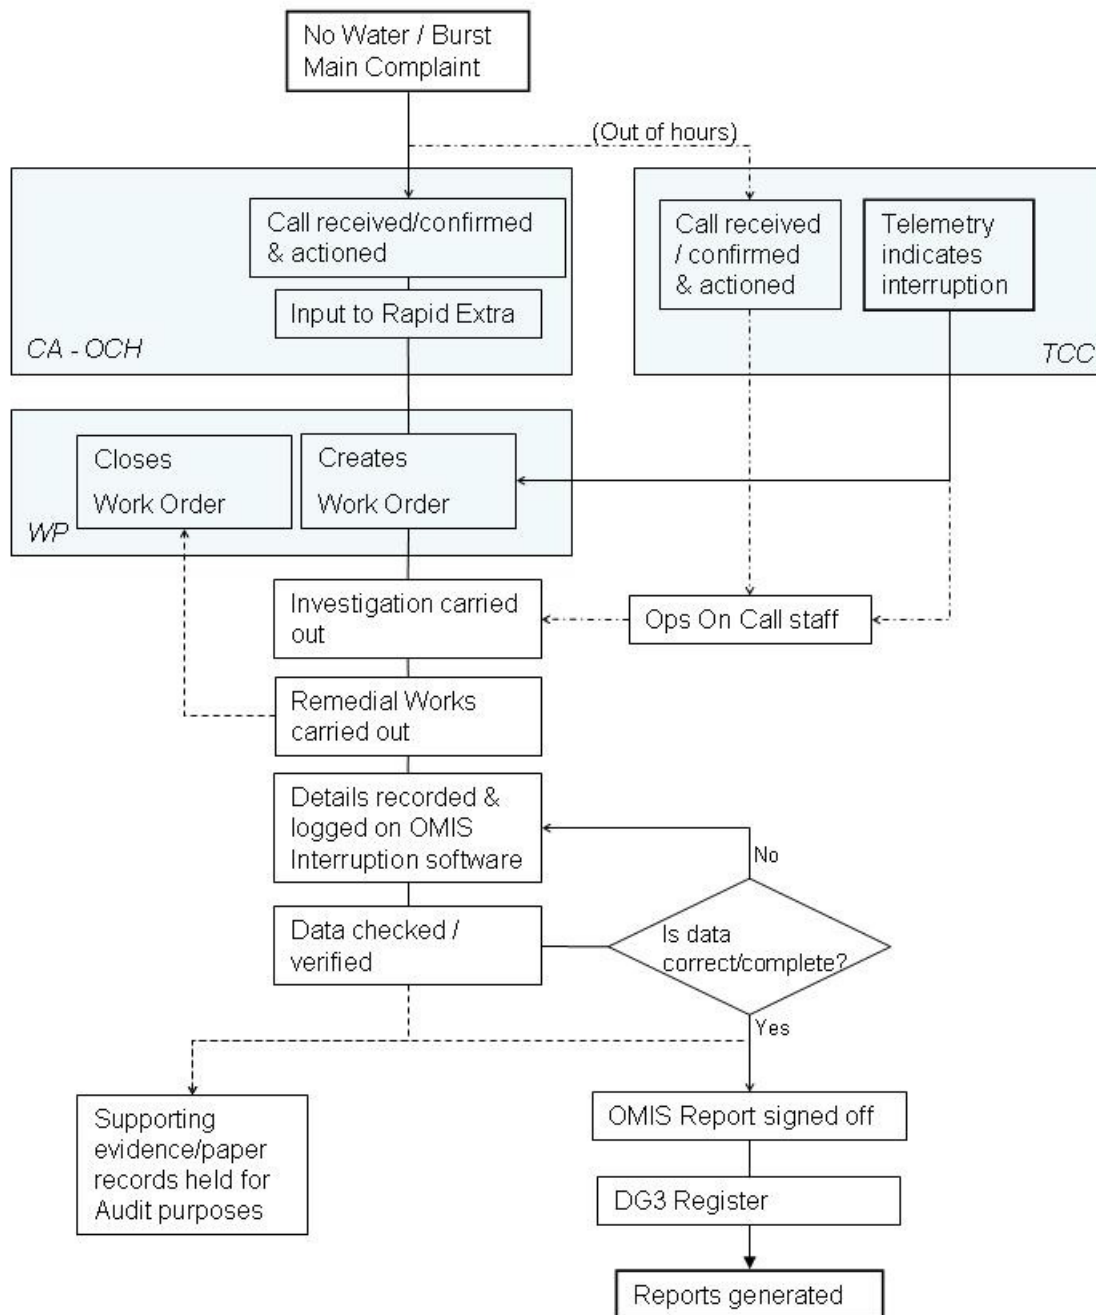 No Water / Burst
Main Complaint
(Out of hours)
Call received/confirmed
& actioned
Input to Rapid Extra
CA - OCH
Call received
/ confirmed
& actioned
Telemetry
indicates
interruption
TCC
Closes
Work Order
Creates
Work Order
WP
Investigation carried
out
Ops On Call staff
Remedial Works
carried out
Details recorded &
logged on OMIS
Interruption software
No
Data checked /
verified
Is data
correct/complete?
Yes
Supporting
evidence/paper
records held for
Audit purposes
OMIS Report signed off
DG3 Register
Reports generated